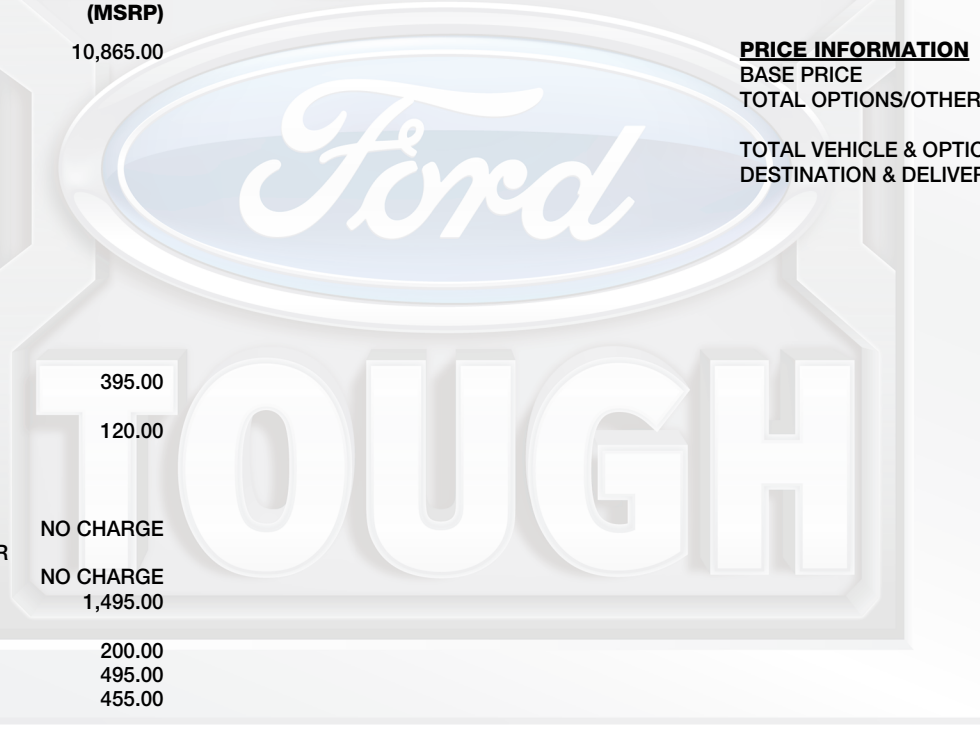 (MSRP)
10,865.00
PRICE INFORMATION
BASE PRICE
TOTAL OPTIONS/OTHER
TOTAL VEHICLE & OPTIO
DESTINATION & DELIVER
Ford
TOUGH
395.00
120.00
NO CHARGE
R
NO CHARGE
1,495.00
200.00
495.00
455.00